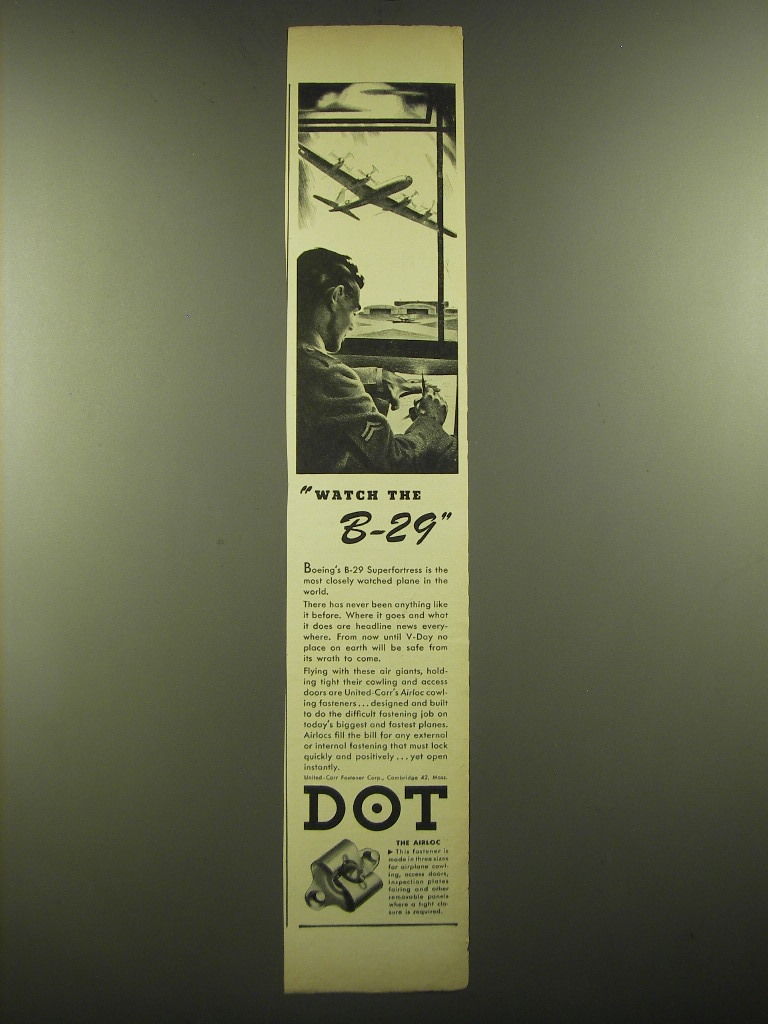 "WATCH THE
B-29"
Boeing's B-29 Superfortress is the
most closely watched plane in the
world.
There has never been anything like
it before. Where it goes and what
it does are headline news every-
where. From now until V-Day no
place on earth will be safe from
its wrath to come.
Flying with these air giants, hold-
ing tight their cowling and access
doors are United-Carr's Airloc cowl-
ing fasteners... designed and built
to do the difficult fastening job on
today's biggest and fastest planes.
Airlocs fill the bill for any external
or internal fastening that must lock
quickly and positively... yet open
instantly.
United-Carr Fastener Corp., Cambridge 42, Mass.
DOT
THE AIRLOC
▶ This fastener is
made in three sizes
for airplane cowl-
ing, access doors,
inspection plates
fairing and other
removable panels
where a tight clo-
sure is required.